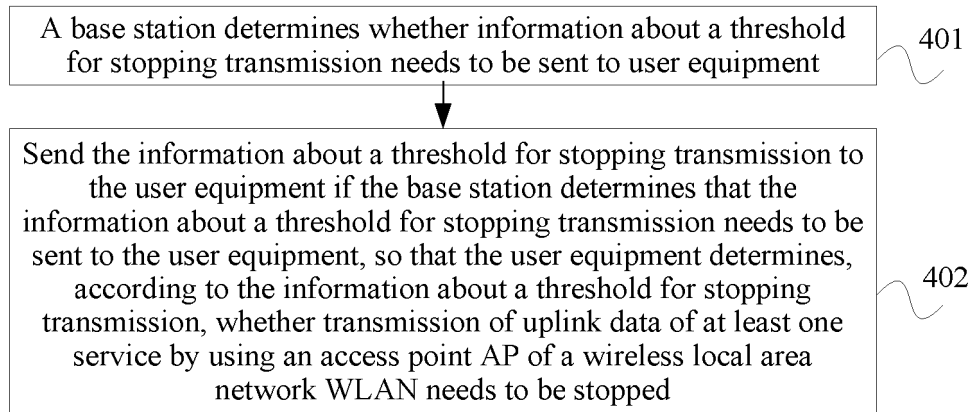 A base station determines whether information about a threshold
for stopping transmission needs to be sent to user equipment
401
Send the information about a threshold for stopping transmission to
the user equipment if the base station determines that the
information about a threshold for stopping transmission needs to be
sent to the user equipment, so that the user equipment determines,
according to the information about a threshold for stopping
transmission, whether transmission of uplink data of at least one
service by using an access point AP of a wireless local area
network WLAN needs to be stopped
402